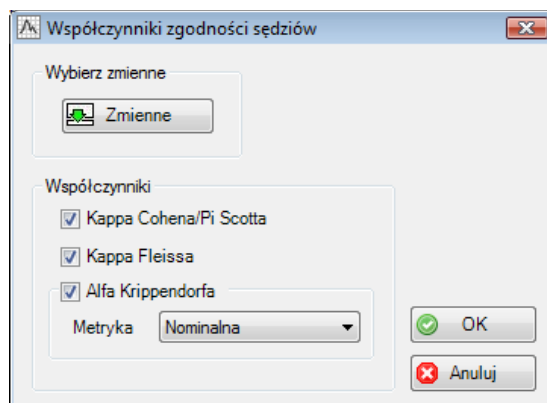 Współczynniki zgodności sędziów
Wybierz zmienne
Zmienne
Współczynniki
Kappa Cohena/Pi Scotta
Kappa Fleissa
Alfa Krippendorfa
Metryka Nominalna
OK
Anuluj